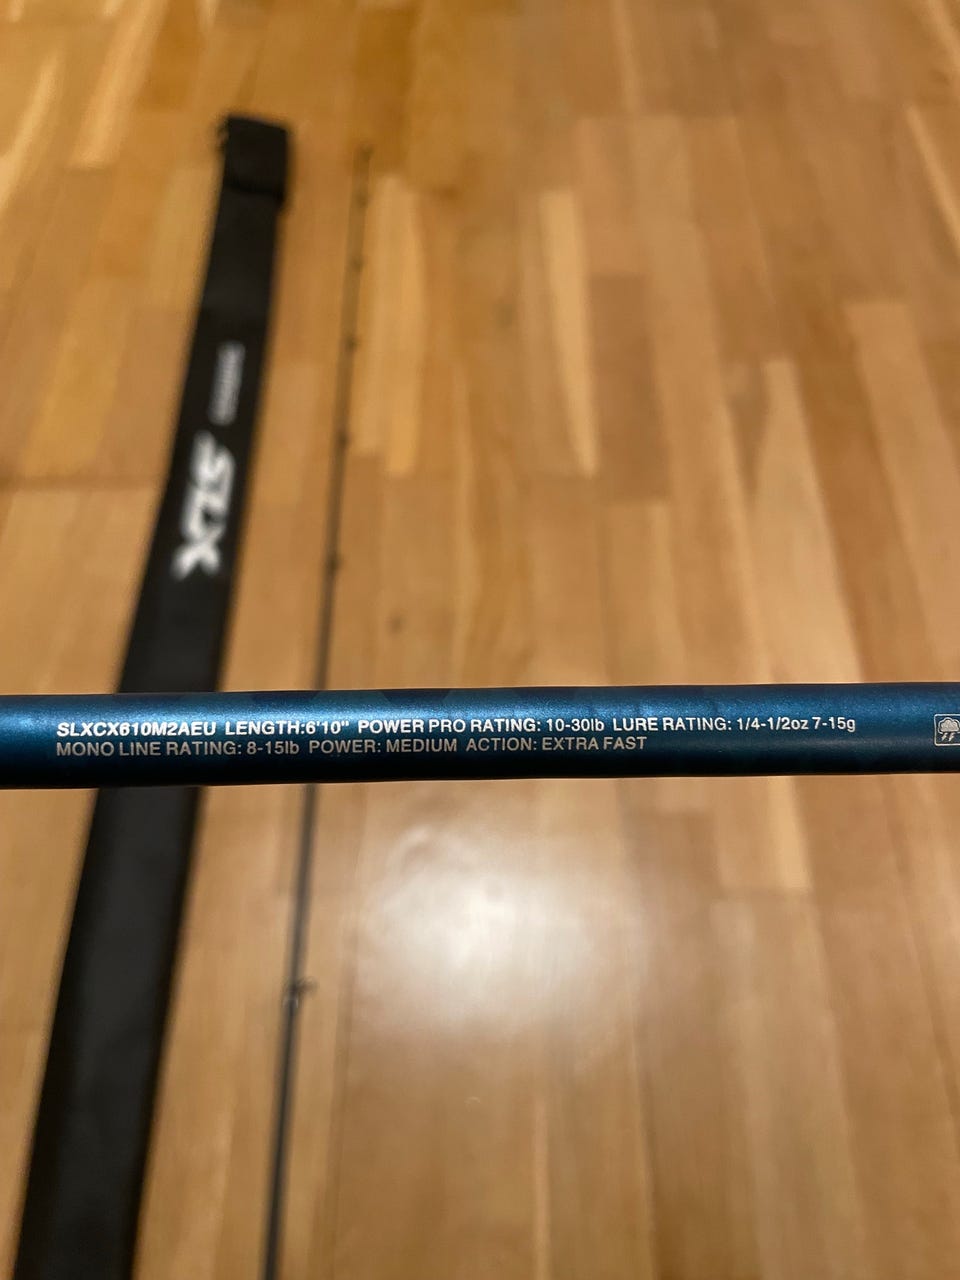 SLX
SLXCX610M2AEU LENGTH:6'10" POWER PRO RATING: 10-30lb LURE RATING: 1/4-1/2oz 7-15g
MONO LINE RATING: 8-15lb POWER: MEDIUM ACTION: EXTRA FAST